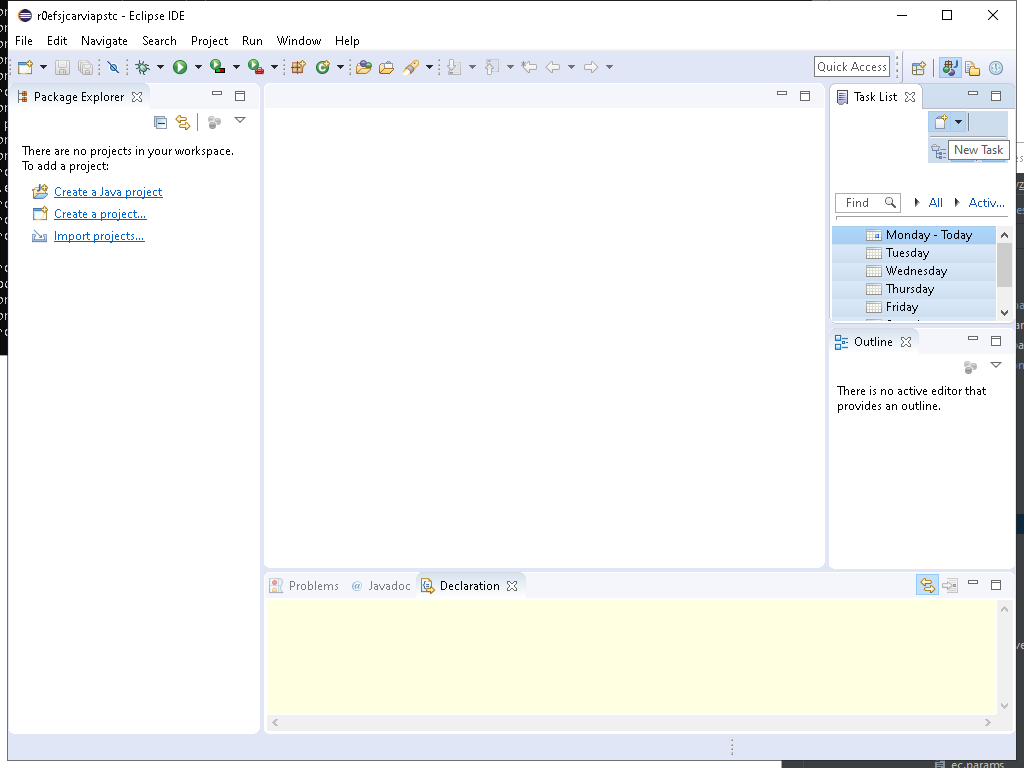 r0efsjcarviapstc - Eclipse IDE
File Edit Navigate Search Project Run Window Help
Quick Access
Package Explorer
There are no projects in your workspace.
To add a project:
Create a Java project
Create a project...
Import projects...
Task List
New Task
Find
All
Activ...
Monday - Today
Tuesday
Wednesday
Thursday
Friday
Outline
There is no active editor that
provides an outline.
Problems
@ Javadoc
Declaration
ec.params